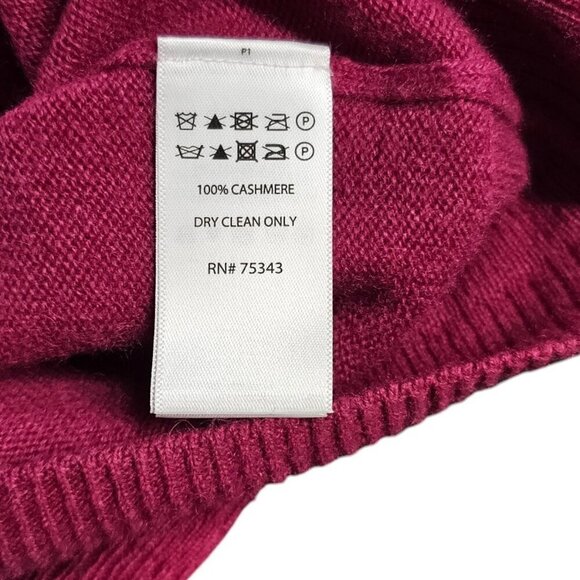 P1
P
P
100% CASHMERE
DRY CLEAN ONLY
RN# 75343